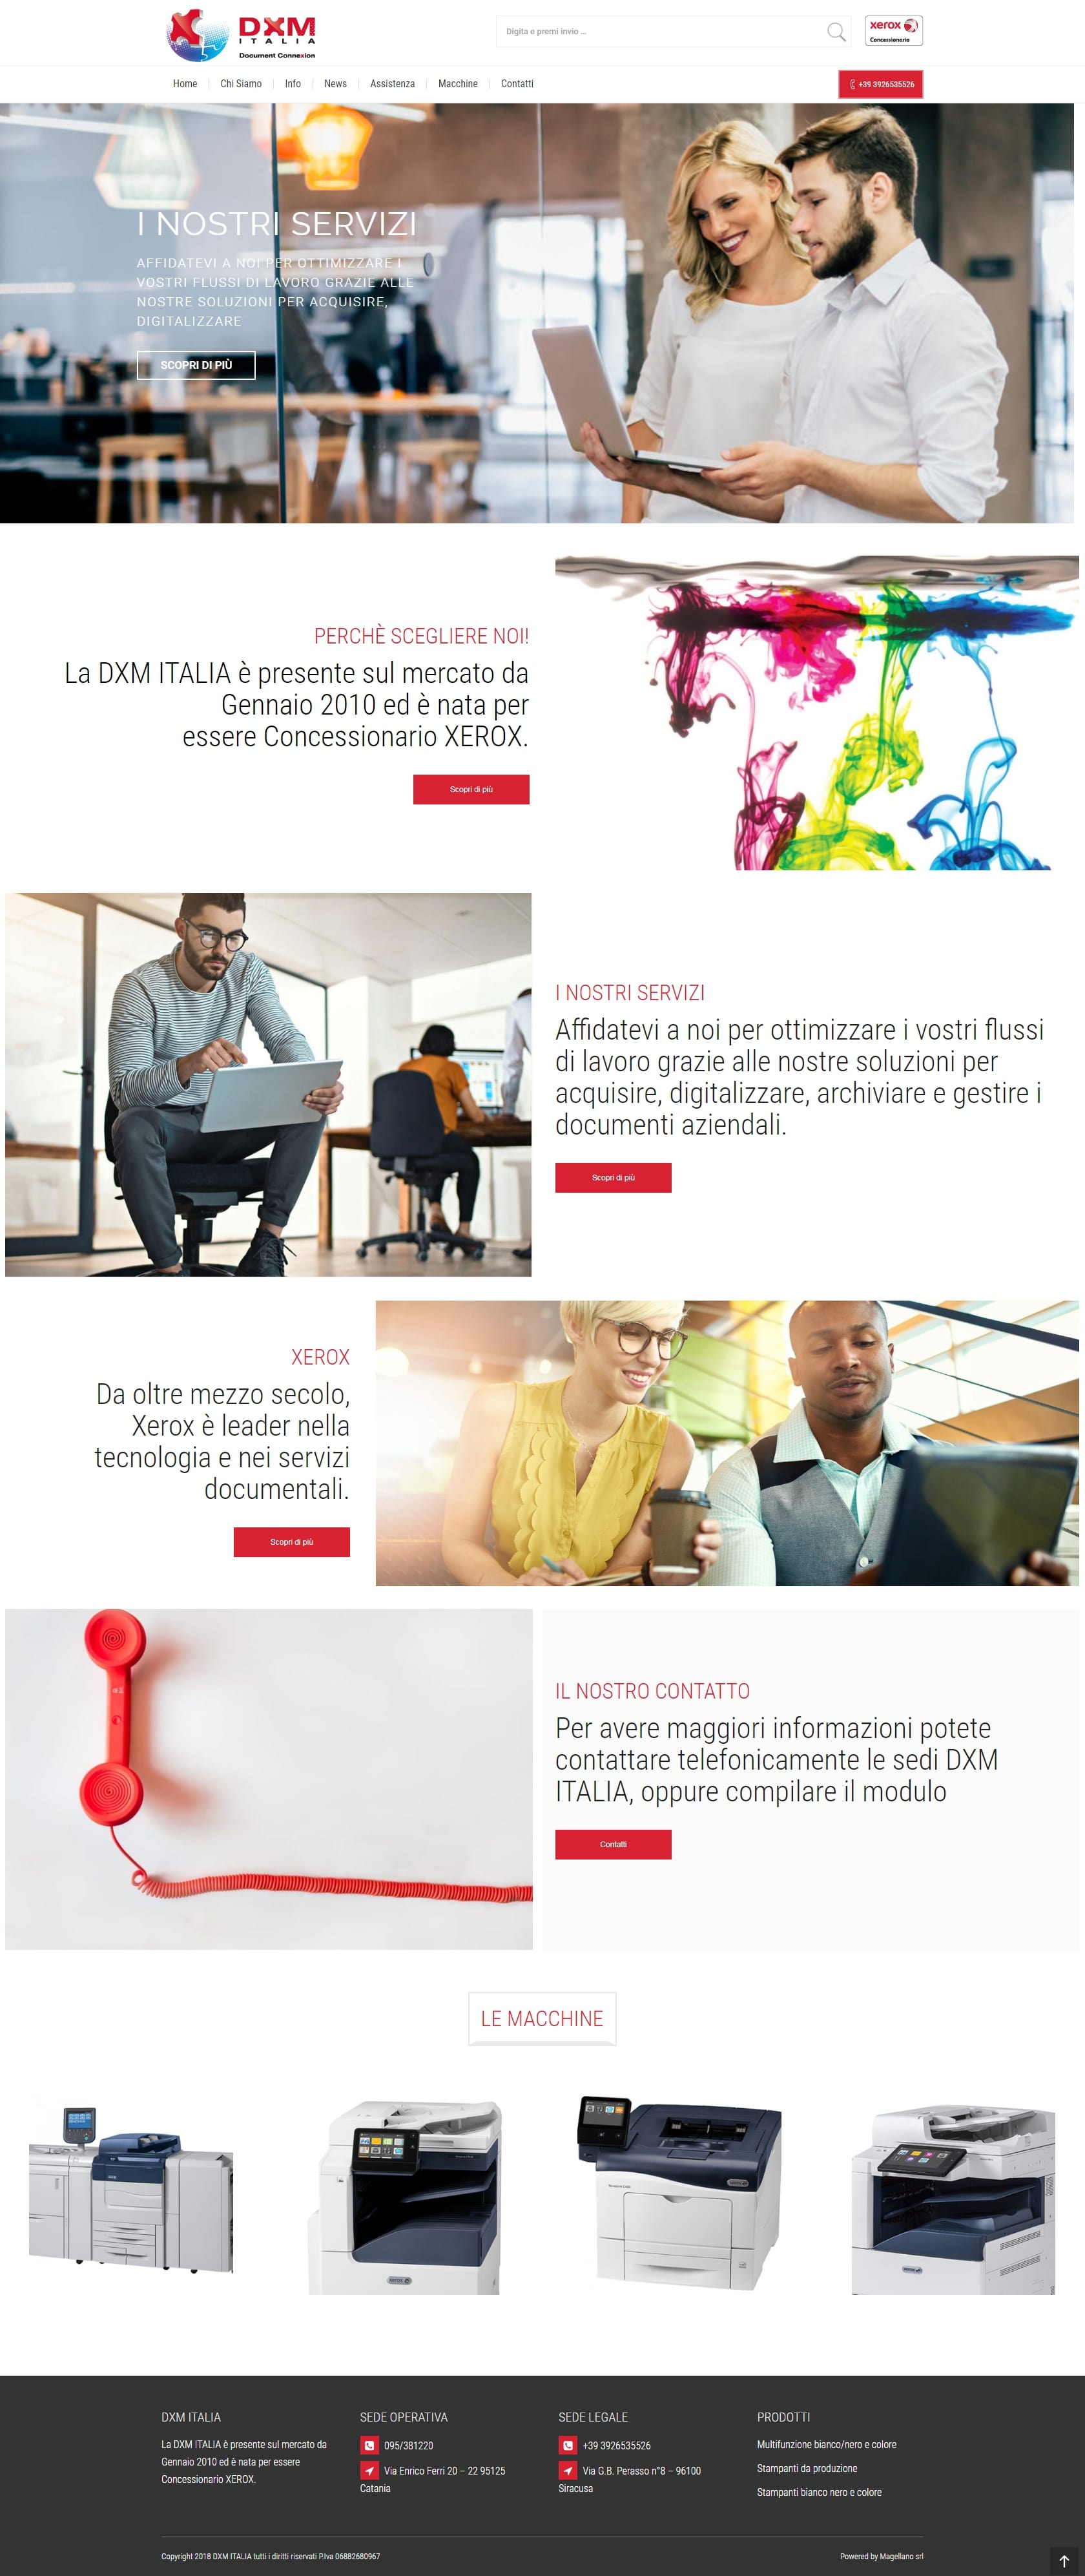 DXM
ITALIA
Document Connexion
Digita e premi invio ...
xerox
Concessionario
Home
Chi Siamo
Info
News
Assistenza
Macchine
Contatti
+39 3926535526
I NOSTRI SERVIZI
AFFIDATEVI A NOI PER OTTIMIZZARE I
VOSTRI FLUSSI DI LAVORO GRAZIE ALLE
NOSTRE SOLUZIONI PER ACQUISIRE,
DIGITALIZZARE
SCOPRI DI PIÙ
PERCHÈ SCEGLIERE NOI!
La DXM ITALIA è presente sul mercato da
Gennaio 2010 ed è nata per
essere Concessionario XEROX.
Scopri di più
I NOSTRI SERVIZI
Affidatevi a noi per ottimizzare i vostri flussi
di lavoro grazie alle nostre soluzioni per
acquisire, digitalizzare, archiviare e gestire i
documenti aziendali.
Scopri di più
XEROX
Da oltre mezzo secolo,
Xerox è leader nella
tecnologia e nei servizi
documentali.
Scopri di più
IL NOSTRO CONTATTO
Per avere maggiori informazioni potete
contattare telefonicamente le sedi DXM
ITALIA, oppure compilare il modulo
Contatti
LE MACCHINE
DXM ITALIA
La DXM ITALIA è presente sul mercato da
Gennaio 2010 ed è nata per essere
Concessionario XEROX.
SEDE OPERATIVA
095/381220
Via Enrico Ferri 20 – 22 95125
Catania
SEDE LEGALE
+39 3926535526
Via G.B. Perasso n°8 – 96100
Siracusa
PRODOTTI
Multifunzione bianco/nero e colore
Stampanti da produzione
Stampanti bianco nero e colore
Copyright 2018 DXM ITALIA tutti i diritti riservati P.Iva 06882680967
Powered by Magellano srl